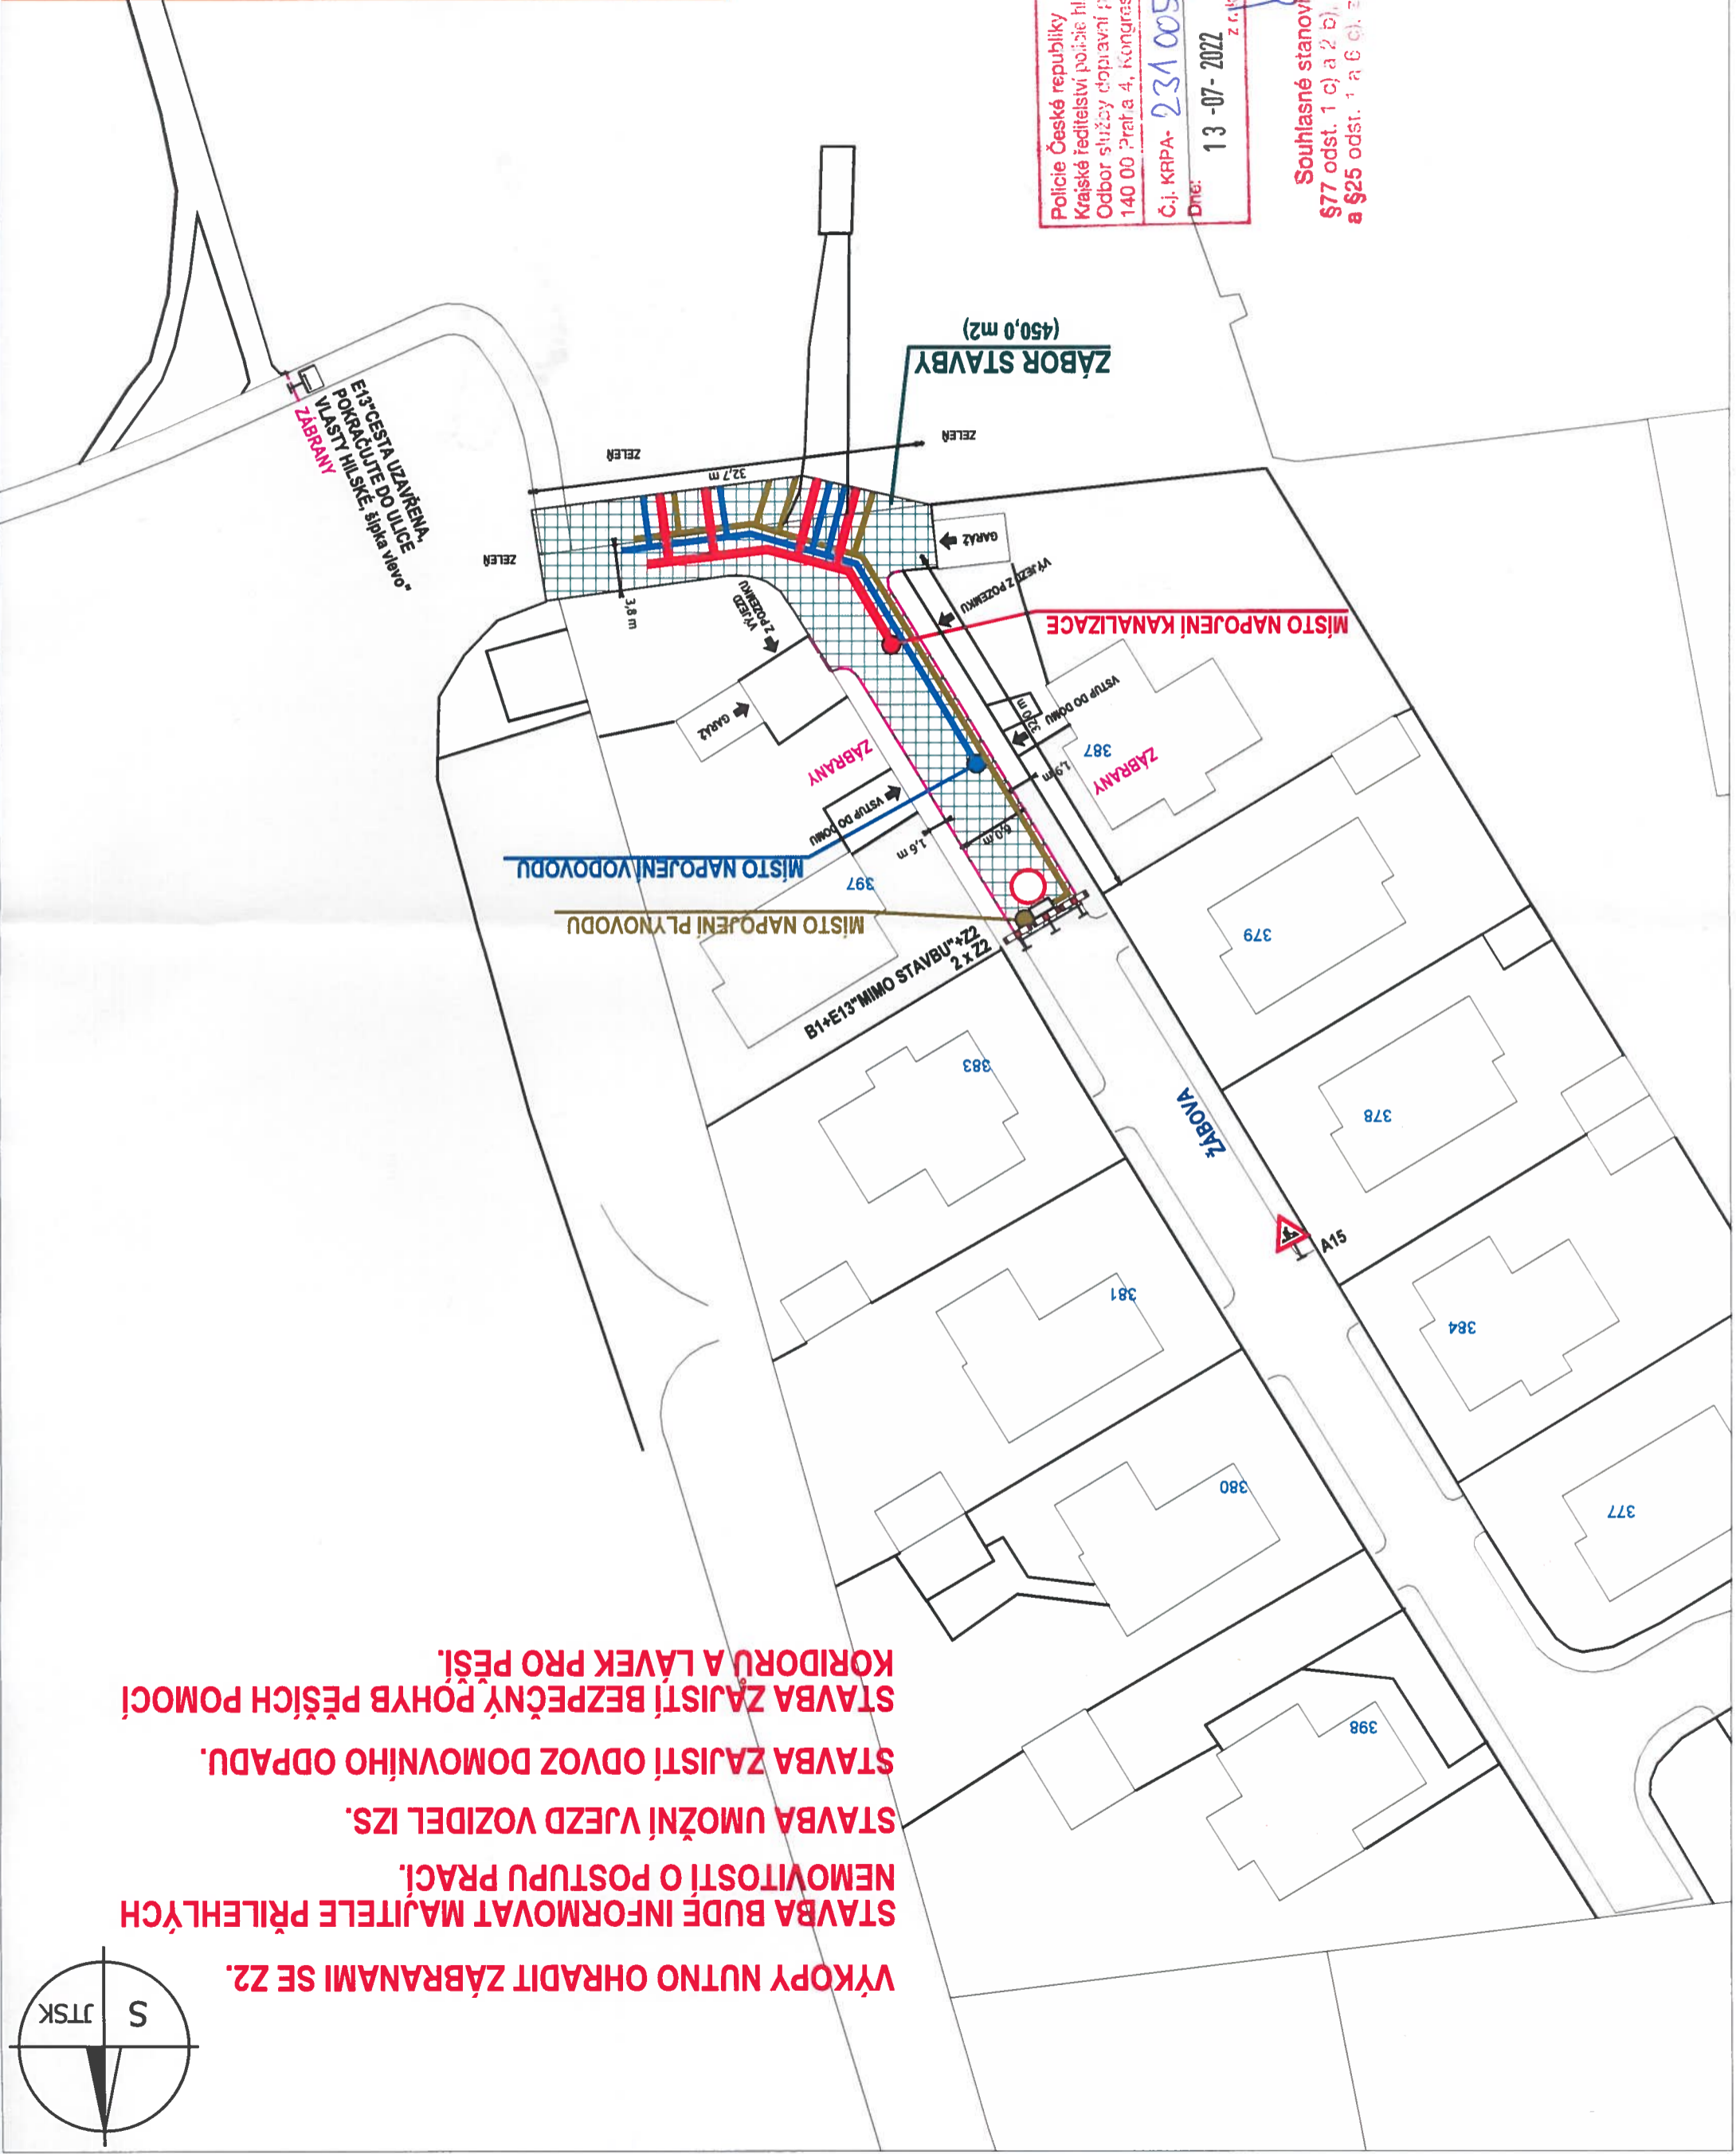 VÝKOPY NUTNO OHRADIT ZÁBRANAMI SE Z2.
STAVBA BUDE INFORMOVAT MAJITELE PŘILEHLÝCH
NEMOVITOSTÍ O POSTUPU PRACÍ.
STAVBA UMOŽNÍ VJEZD VOZIDEL IZS.
STAVBA ZAJISTÍ ODVOZ DOMOVNÍHO ODPADU.
STAVBA ZAJISTÍ BEZPEČNÝ POHYB PĚŠÍCH POMOCÍ
KORIDORŮ A LÁVEK PRO PĚŠÍ.
S
JTSK
398
377
380
384
381
A15
378
ŽÁBOVA
383
379
B1+E13"MIMO STAVBU"+Z2
2 x Z2
MÍSTO NAPOJENÍ PLYNOVODU
397
MÍSTO NAPOJENÍ VODOVODU
1,6 m
6,0 m
1,9 m
VSTUP DO DOMU
ZÁBRANY
387
ZÁBRANY
VSTUP DO DOMU
32,0 m
GARÁŽ
MÍSTO NAPOJENÍ KANALIZACE
VÝJEZD
Z POZEMKU
VÝJEZD Z POZEMKU
3,8 m
GARÁŽ
ZELEŇ
32,7 m
ZELEŇ
ZELEŇ
ZÁBOR STAVBY
(450,0 m2)
E13"CESTA UZAVŘENA,
POKRAČUJTE DO ULICE
VLASTY HILSKÉ, šipka vlevo"
ZÁBRANY
Policie České republiky
Krajské ředitelství policie hl
Odbor služby dopravní
140 00 Praha 4, Kongres
Č.j. KRPA- 231 005
Dne: 13 -07- 2022
Souhlasné stanovi
§77 odst. 1 c) a 2 b),
a §25 odst. 1 a 6 c), z